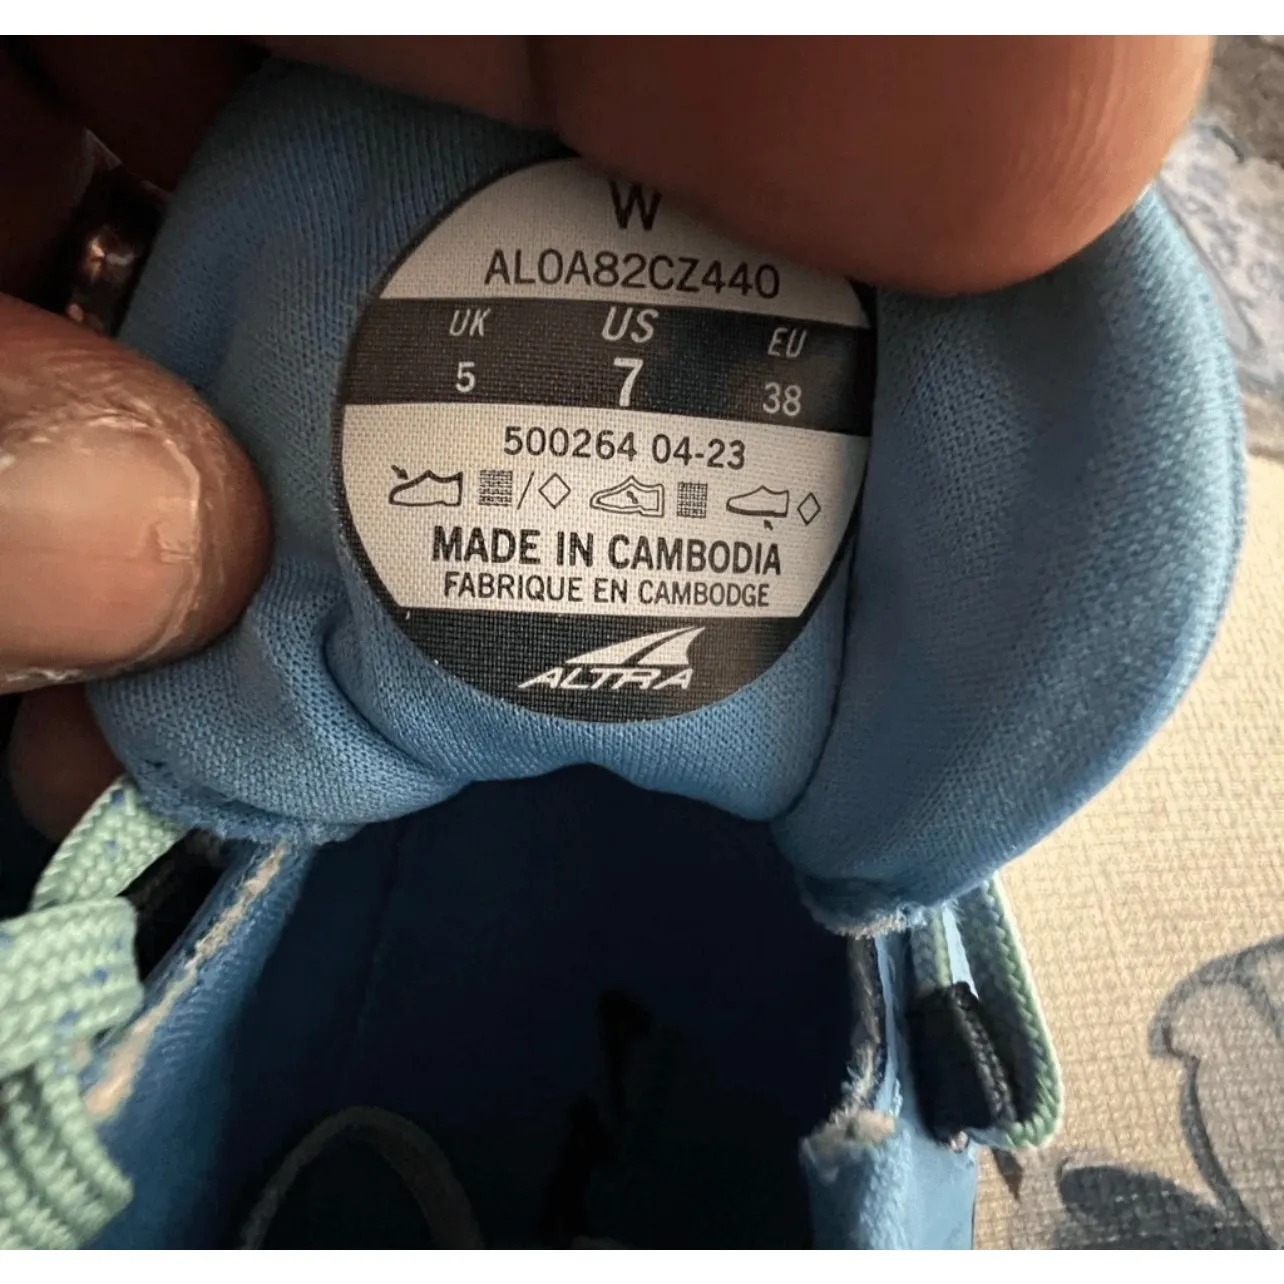 W
AL0A82CZ440
UK US EU
5 7 38
500264 04-23
MADE IN CAMBODIA
FABRIQUE EN CAMBODGE
ALTRA